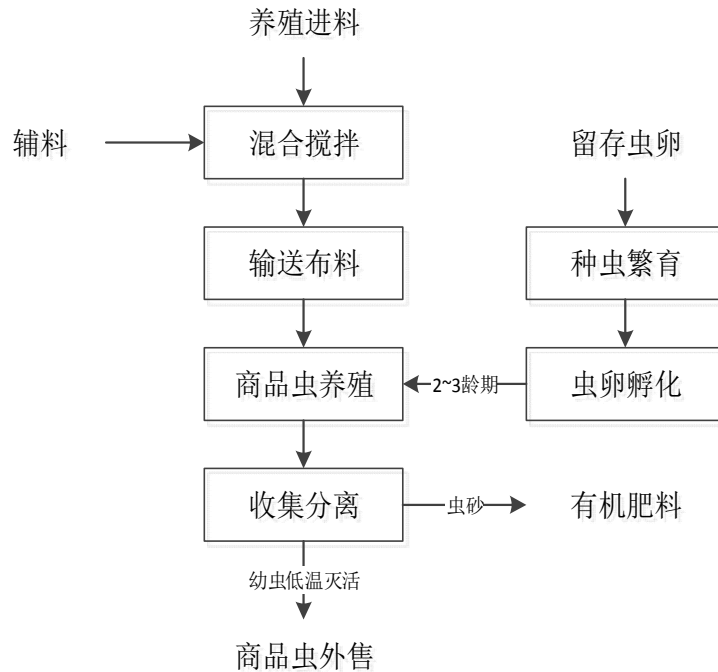 养殖进料
辅料
混合搅拌
留存虫卵
输送布料
种虫繁育
商品虫养殖
2~3龄期
虫卵孵化
收集分离
虫砂
有机肥料
幼虫低温灭活
商品虫外售